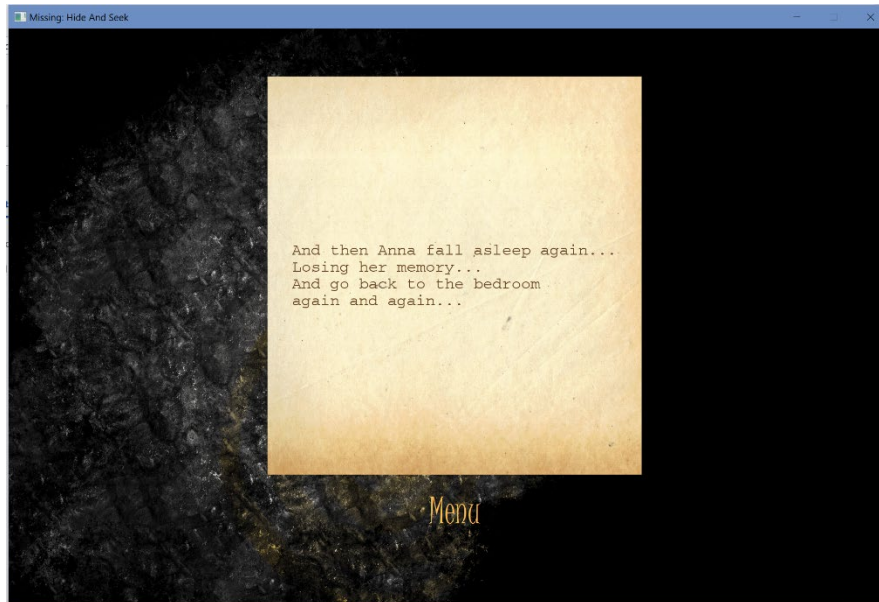 Missing: Hide And Seek
And then Anna fall asleep again...
Losing her memory...
And go back to the bedroom
again and again...
Menu